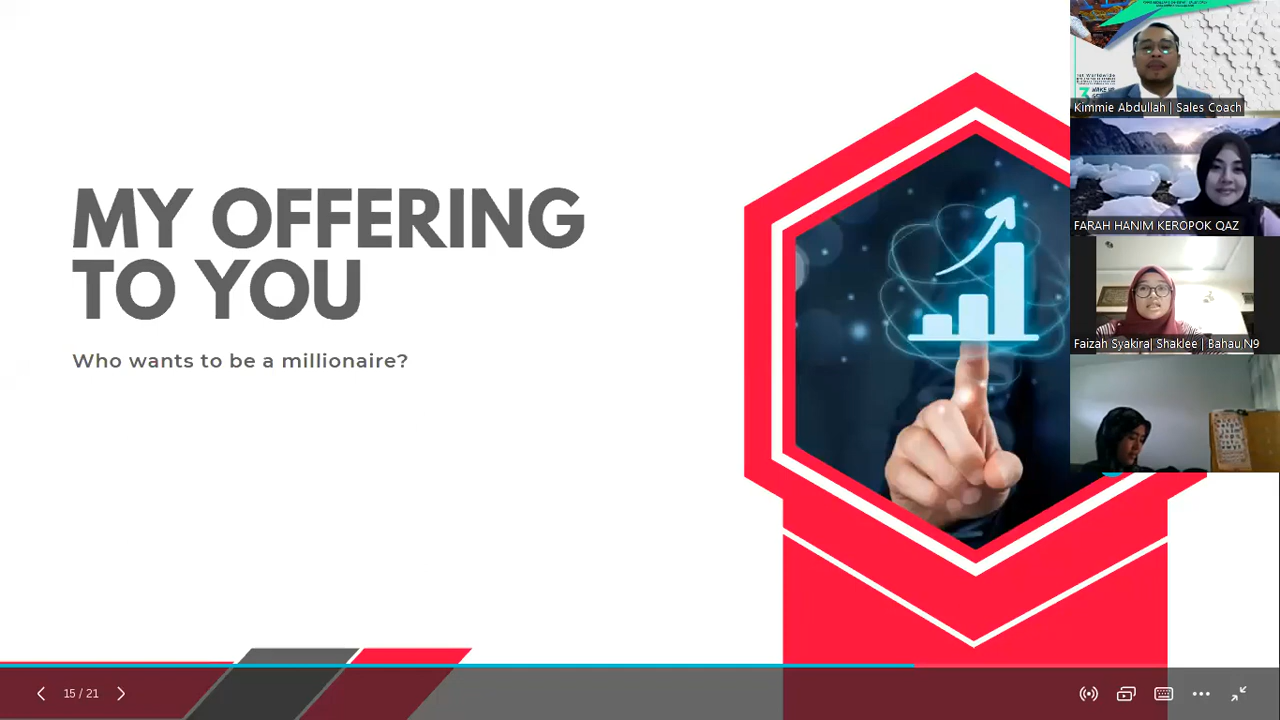 MY OFFERING
TO YOU
Who wants to be a millionaire?
Kimmie Abdullah | Sales Coach
FARAH HANIM KEROPOK QAZ
Faizah Syakira| Shaklee | Bahau N9
15 / 21